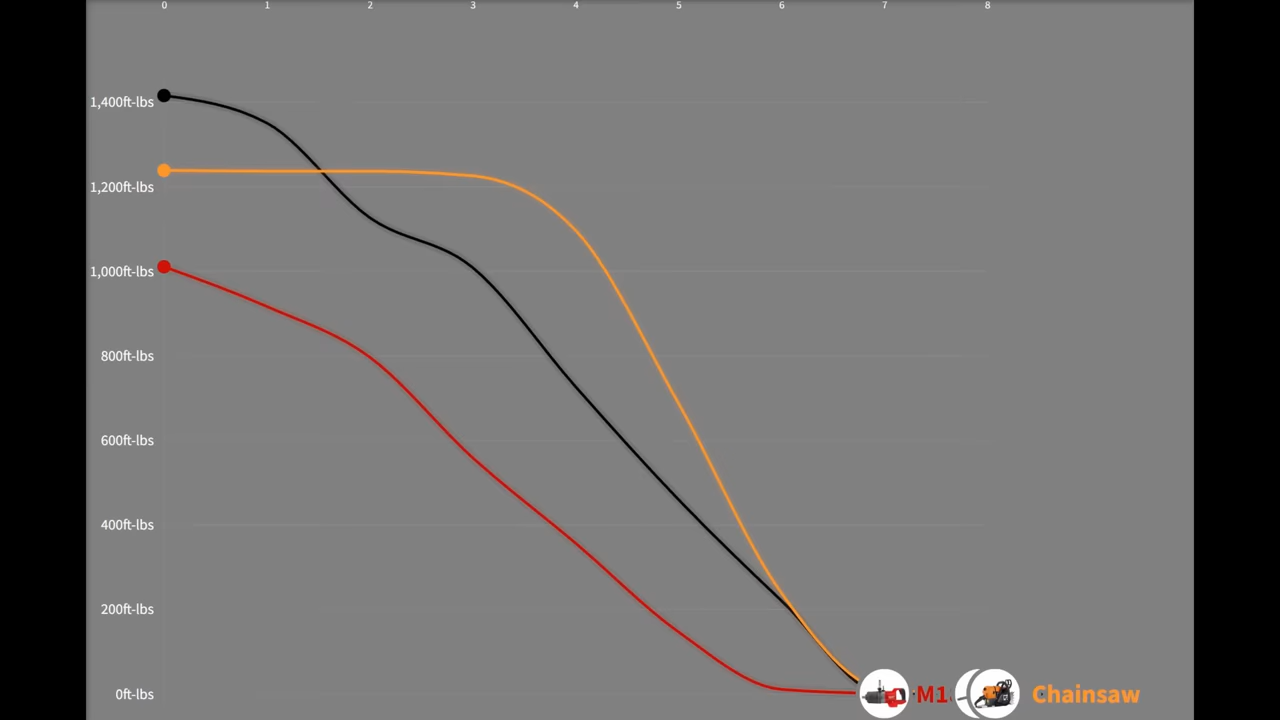 0 1 2 3 4 5 6 7 8
1,400ft-lbs
1,200ft-lbs
1,000ft-lbs
800ft-lbs
600ft-lbs
400ft-lbs
200ft-lbs
0ft-lbs
M1 Chainsaw